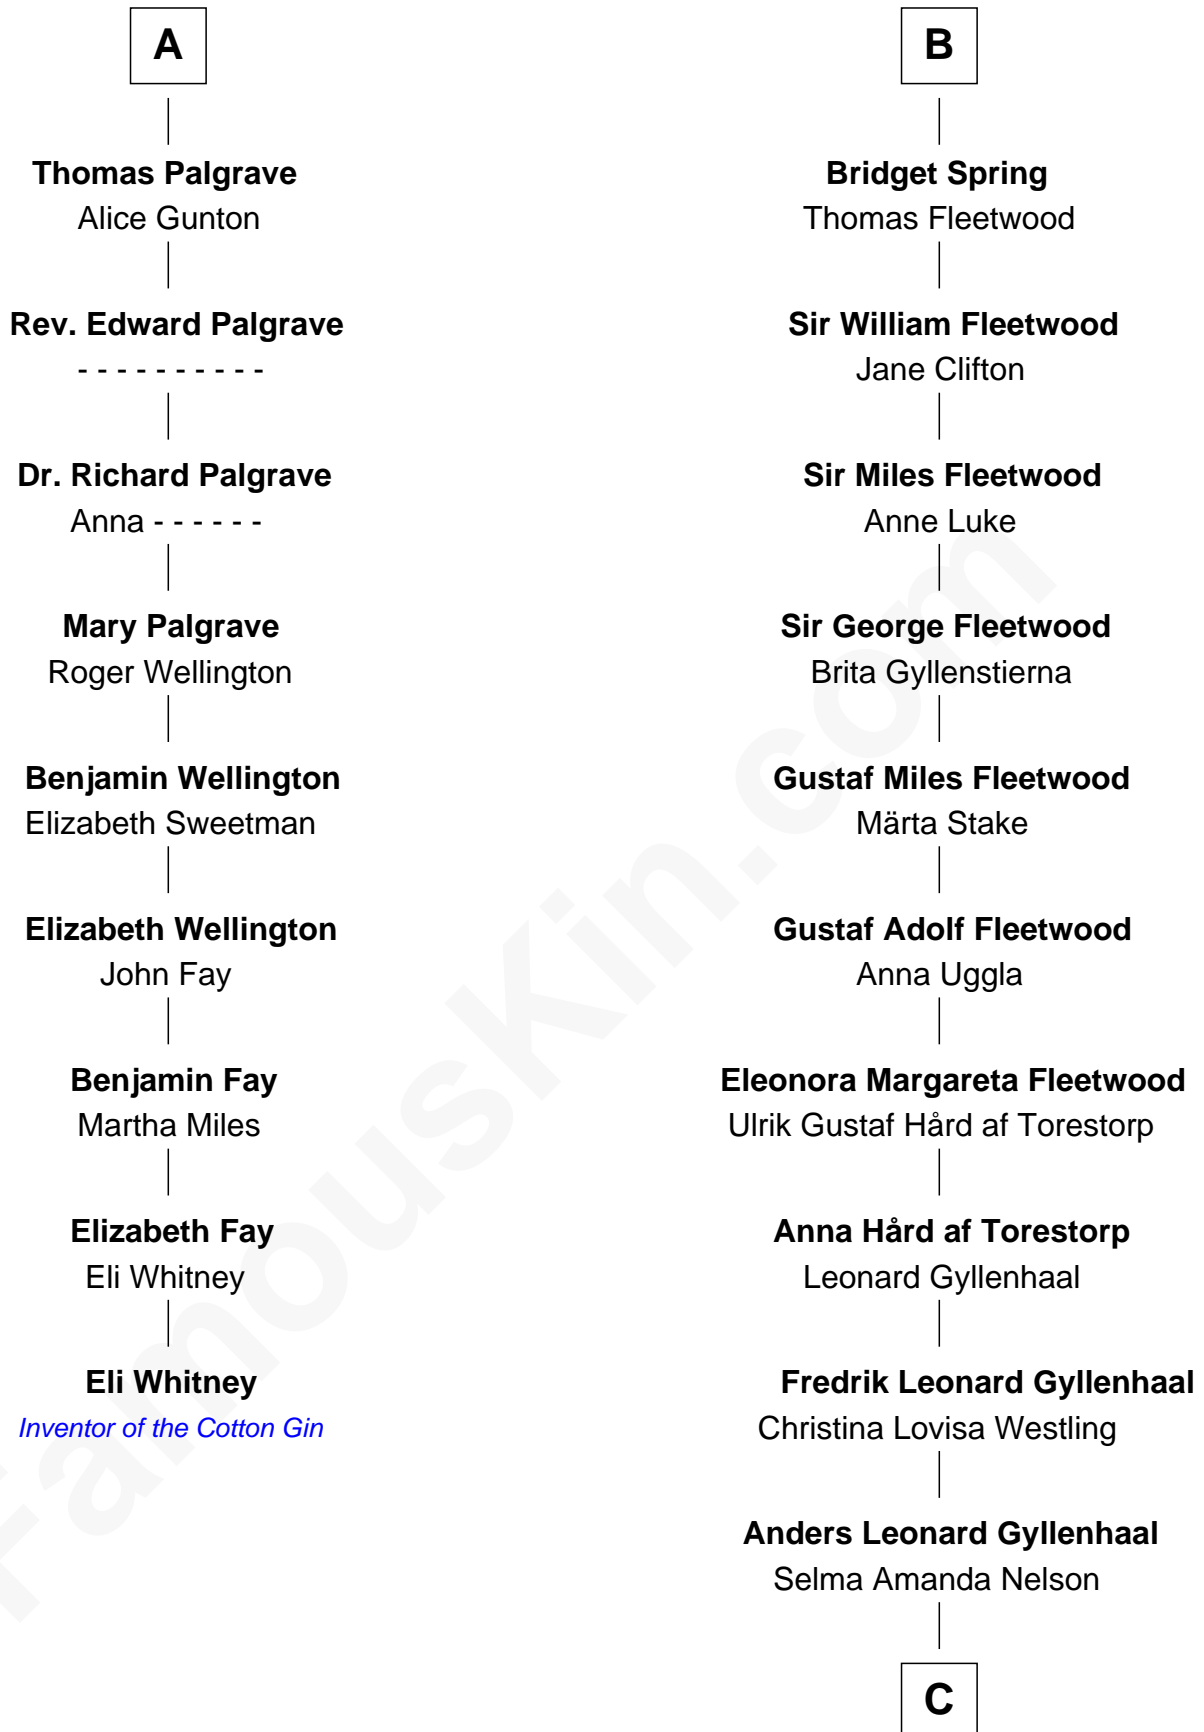 A
Thomas Palgrave
Alice Gunton
Rev. Edward Palgrave
- - - - - - - - - -
Dr. Richard Palgrave
Anna - - - - - -
Mary Palgrave
Roger Wellington
Benjamin Wellington
Elizabeth Sweetman
Elizabeth Wellington
John Fay
Benjamin Fay
Martha Miles
Elizabeth Fay
Eli Whitney
Eli Whitney
Inventor of the Cotton Gin
B
Bridget Spring
Thomas Fleetwood
Sir William Fleetwood
Jane Clifton
Sir Miles Fleetwood
Anne Luke
Sir George Fleetwood
Brita Gyllenstierna
Gustaf Miles Fleetwood
Märta Stake
Gustaf Adolf Fleetwood
Anna Uggla
Eleonora Margareta Fleetwood
Ulrik Gustaf Hård af Torestorp
Anna Hård af Torestorp
Leonard Gyllenhaal
Fredrik Leonard Gyllenhaal
Christina Lovisa Westling
Anders Leonard Gyllenhaal
Selma Amanda Nelson
C
FamousKin.com